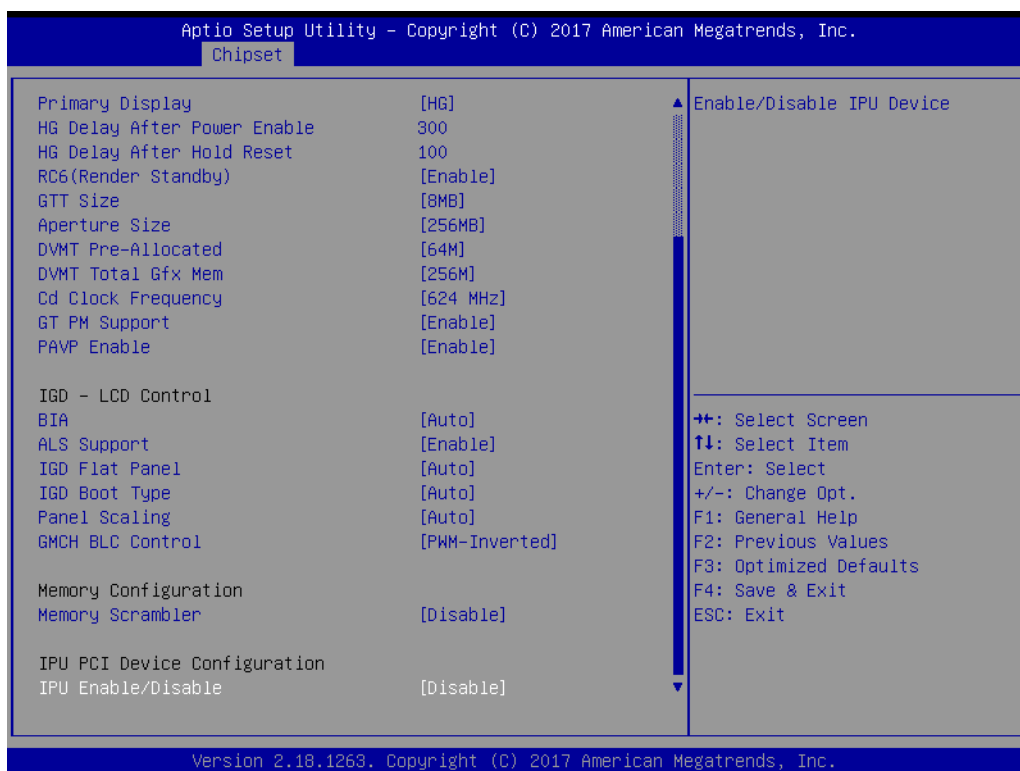 Aptio Setup Utility – Copyright (C) 2017 American Megatrends, Inc.
Chipset
Primary Display [HG]
HG Delay After Power Enable 300
HG Delay After Hold Reset 100
RC6(Render Standby) [Enable]
GTT Size [8MB]
Aperture Size [256MB]
DVMT Pre-Allocated [64M]
DVMT Total Gfx Mem [256M]
Cd Clock Frequency [624 MHz]
GT PM Support [Enable]
PAVP Enable [Enable]
IGD – LCD Control
BIA [Auto]
ALS Support [Enable]
IGD Flat Panel [Auto]
IGD Boot Type [Auto]
Panel Scaling [Auto]
GMCH BLC Control [PWM-Inverted]
Memory Configuration
Memory Scrambler [Disable]
IPU PCI Device Configuration
IPU Enable/Disable [Disable]
Enable/Disable IPU Device
→←: Select Screen
↑↓: Select Item
Enter: Select
+/-: Change Opt.
F1: General Help
F2: Previous Values
F3: Optimized Defaults
F4: Save & Exit
ESC: Exit
Version 2.18.1263. Copyright (C) 2017 American Megatrends, Inc.